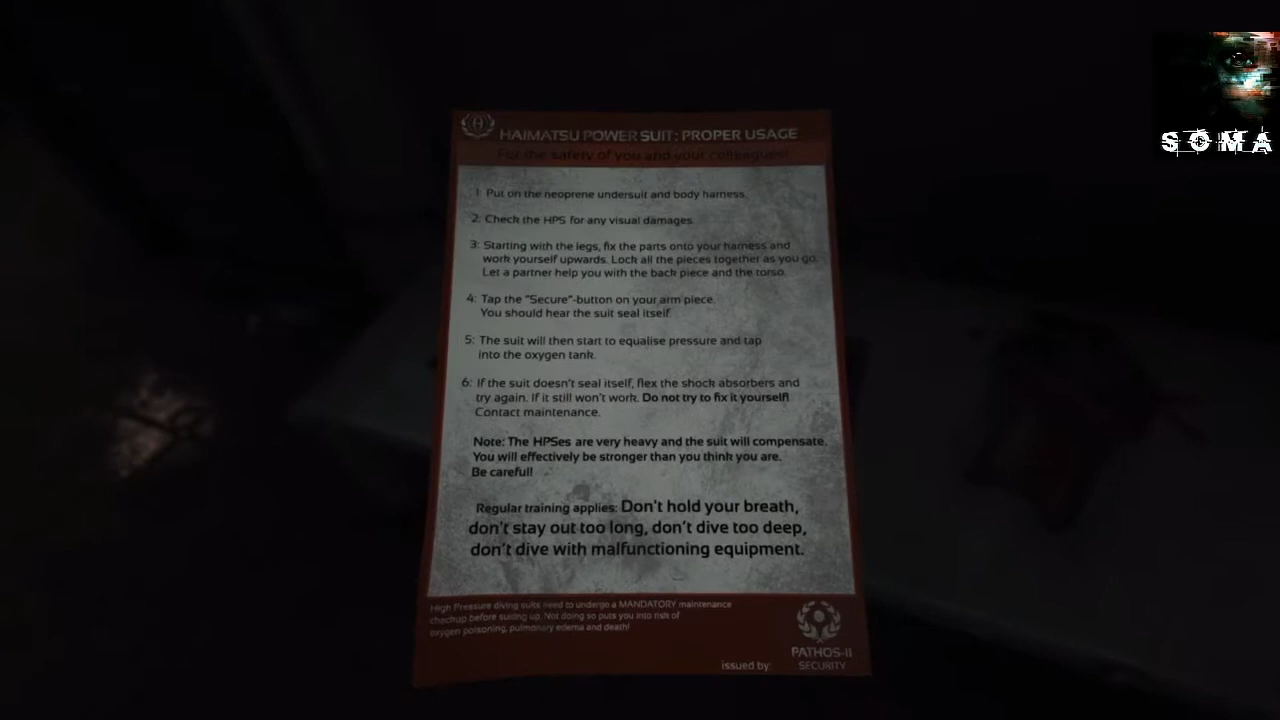 HAIMATSU POWER SUIT: PROPER USAGE
For the safety of you and your colleagues!
1: Put on the neoprene undersuit and body harness.
2: Check the HPS for any visual damages.
3: Starting with the legs, fix the parts onto your harness and
work yourself upwards. Lock all the pieces together as you go.
Let a partner help you with the back piece and the torso.
4: Tap the "Secure"-button on your arm piece.
You should hear the suit seal itself.
5: The suit will then start to equalise pressure and tap
into the oxygen tank.
6: If the suit doesn't seal itself, flex the shock absorbers and
try again. If it still won't work. Do not try to fix it yourself!
Contact maintenance.
Note: The HPSes are very heavy and the suit will compensate.
You will effectively be stronger than you think you are.
Be careful!
Regular training applies: Don't hold your breath,
don't stay out too long, don't dive too deep,
don't dive with malfunctioning equipment.
High Pressure diving suits need to undergo a MANDATORY maintenance
checkup before suiting up. Not doing so puts you into risk of
oxygen poisoning, pulmonary edema and death!
issued by:
PATHOS-II
SECURITY
SOMA